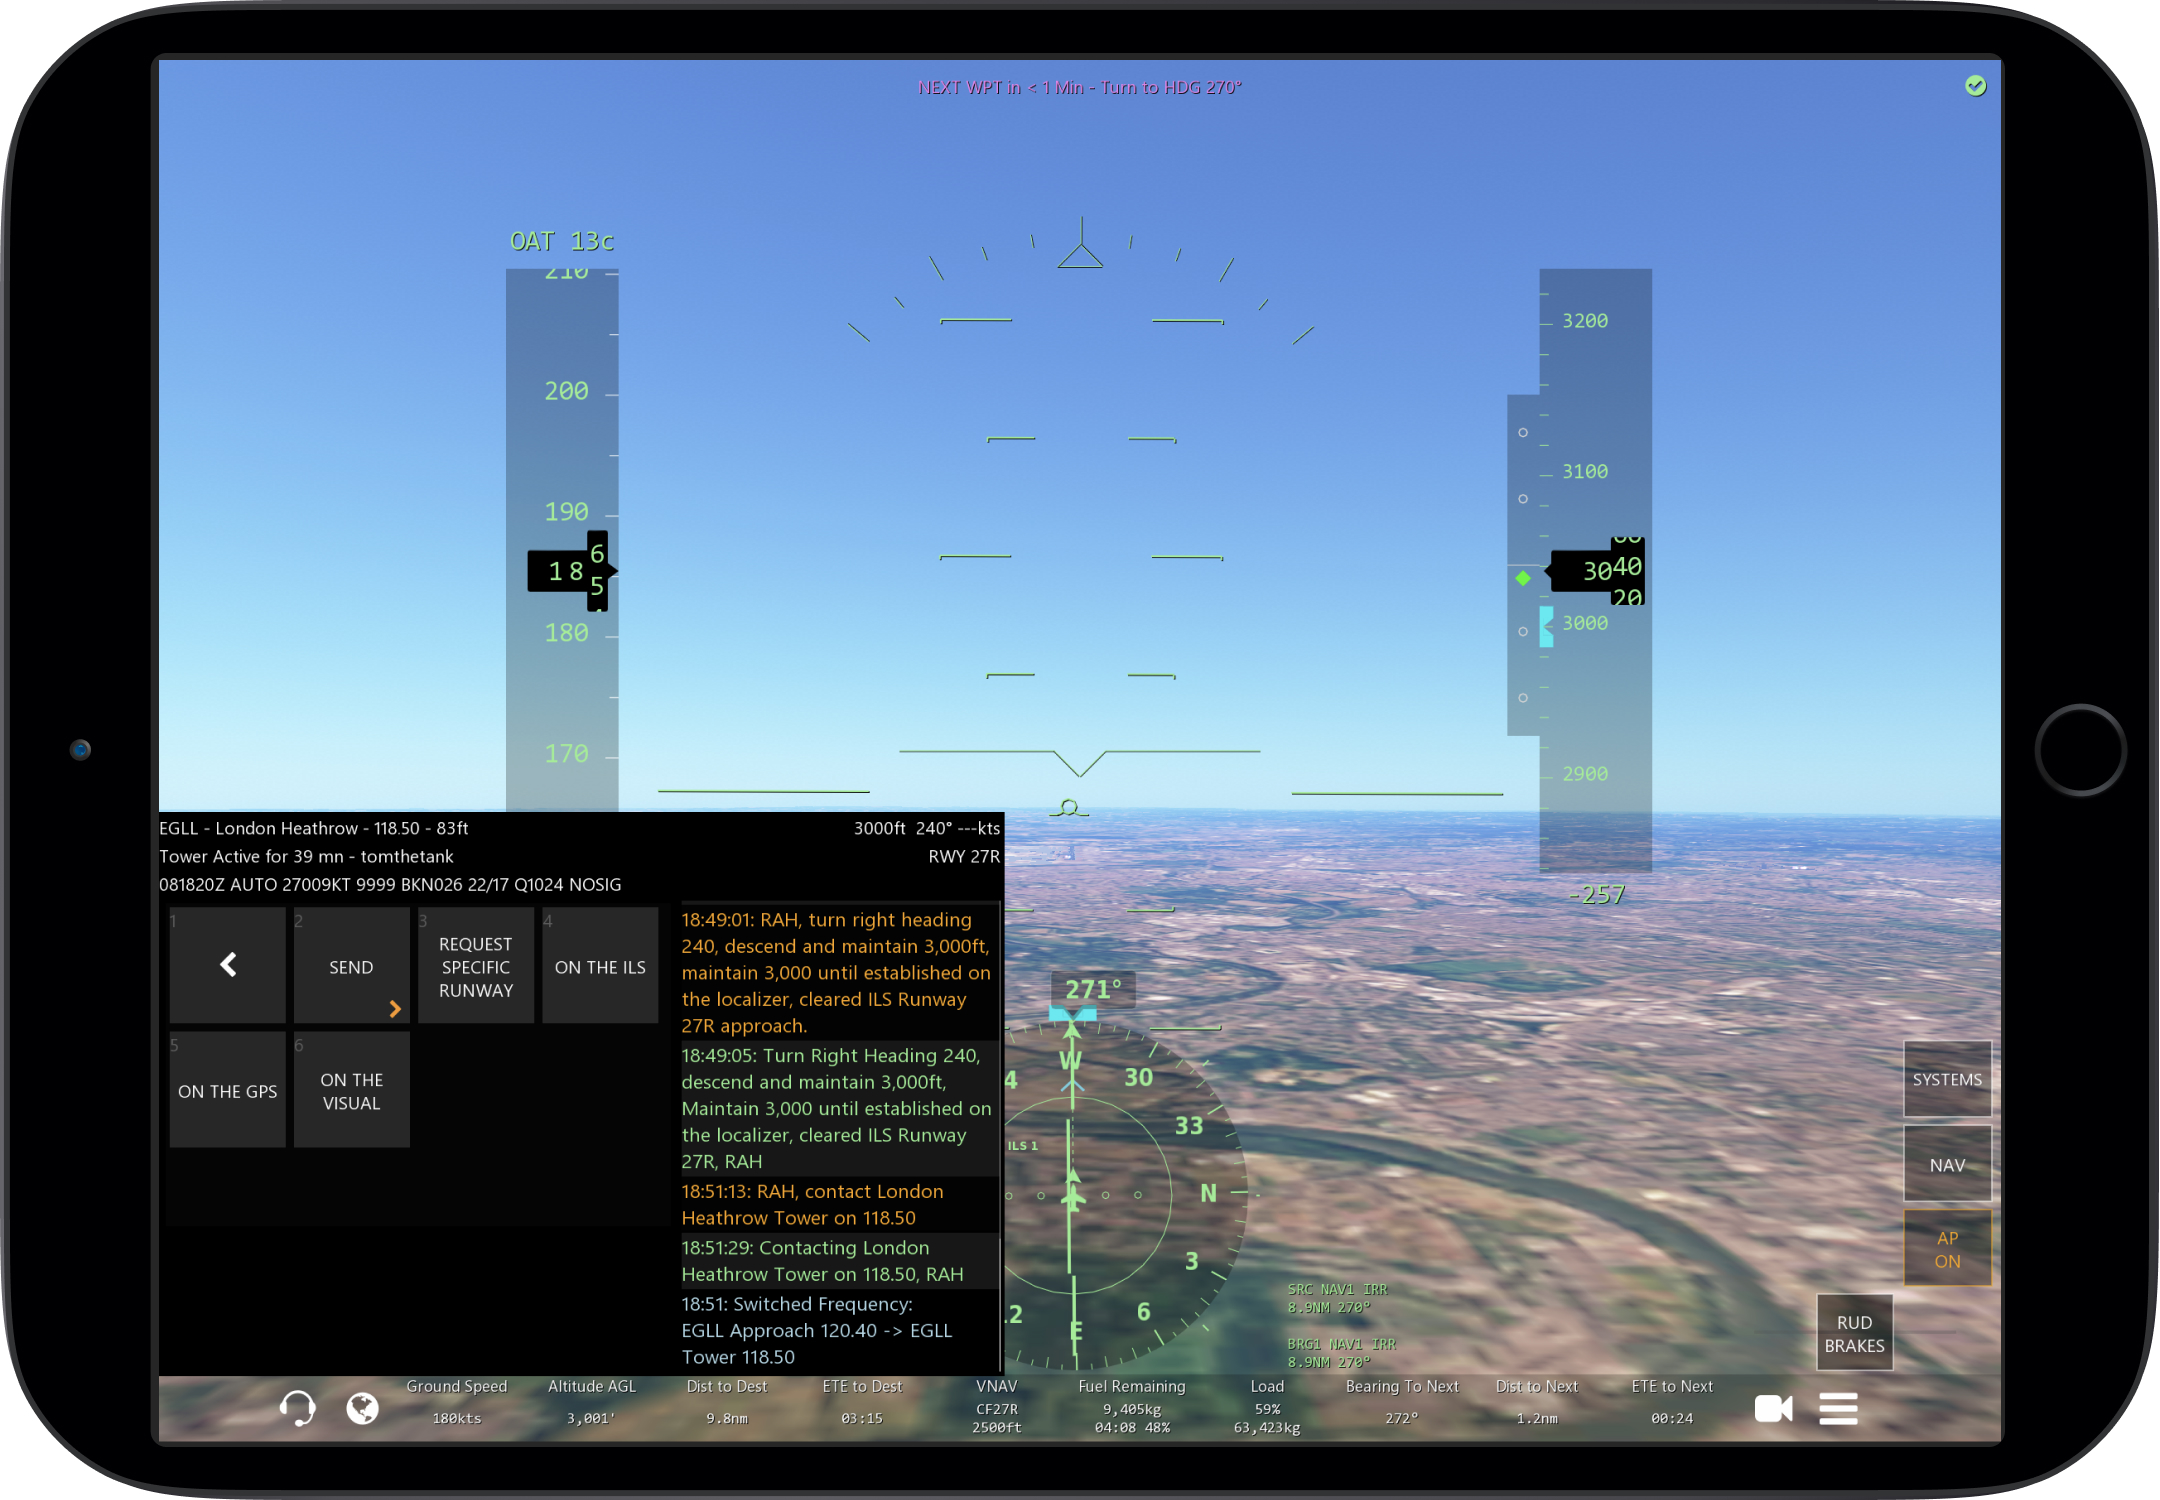 NEXT WPT in < 1 Min - Turn to HDG 270°
OAT 13c
210
200
190
18 6 5
180
170
3200
3100
3040 20
3000
2900
-257
EGLL - London Heathrow - 118.50 - 83ft
3000ft 240° ---kts
Tower Active for 39 mn - tomthetank
RWY 27R
081820Z AUTO 27009KT 9999 BKN026 22/17 Q1024 NOSIG
1
2
SEND
3
REQUEST
SPECIFIC
RUNWAY
4
ON THE ILS
5
ON THE GPS
6
ON THE
VISUAL
18:49:01: RAH, turn right heading
240, descend and maintain 3,000ft,
maintain 3,000 until established on
the localizer, cleared ILS Runway
27R approach.
18:49:05: Turn Right Heading 240,
descend and maintain 3,000ft,
Maintain 3,000 until established on
the localizer, cleared ILS Runway
27R, RAH
18:51:13: RAH, contact London
Heathrow Tower on 118.50
18:51:29: Contacting London
Heathrow Tower on 118.50, RAH
18:51: Switched Frequency:
EGLL Approach 120.40 -> EGLL
Tower 118.50
271°
4
W
30
33
N
3
6
E
.2
ILS 1
SRC NAV1 IRR
8.9NM 270°
BRG1 NAV1 IRR
8.9NM 270°
SYSTEMS
NAV
AP
ON
RUD
BRAKES
Ground Speed
180kts
Altitude AGL
3,001'
Dist to Dest
9.8nm
ETE to Dest
03:15
VNAV
CF27R
2500ft
Fuel Remaining
9,405kg
04:08 48%
Load
59%
63,423kg
Bearing To Next
272°
Dist to Next
1.2nm
ETE to Next
00:24